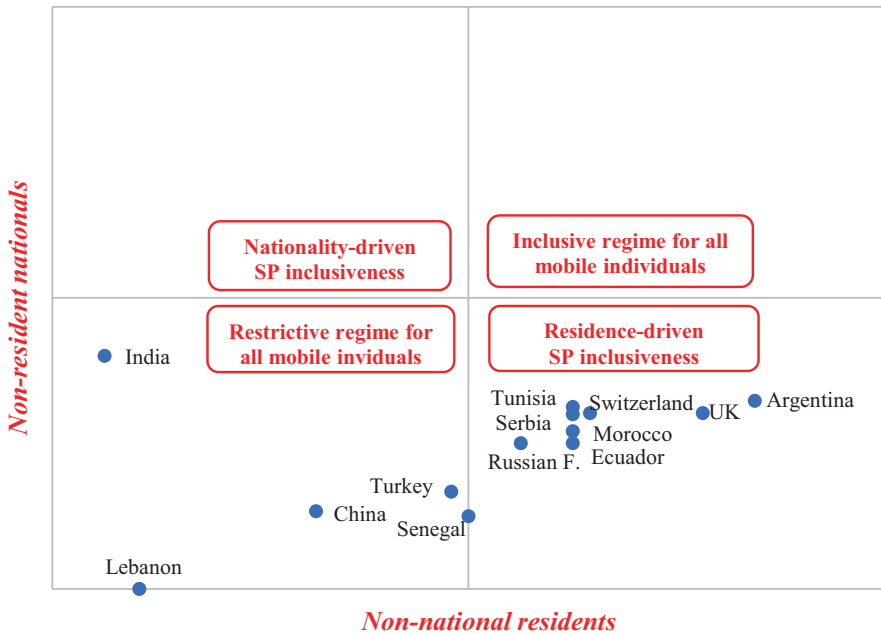 Non-resident nationals
Nationality-driven
SP inclusiveness
Inclusive regime for all
mobile individuals
Restrictive regime for
all mobile inviduals
Residence-driven
SP inclusiveness
India
Tunisia
Switzerland
UK
Argentina
Serbia
Morocco
Russian F.
Ecuador
Turkey
China
Senegal
Lebanon
Non-national residents